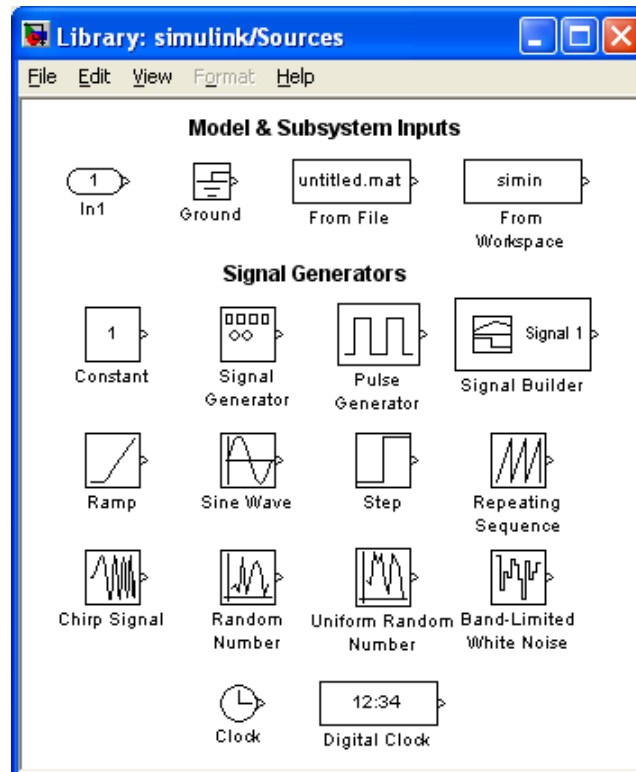 Library: simulink/Sources
File Edit View Format Help
Model & Subsystem Inputs
1
In1
Ground
untitled.mat
From File
simin
From
Workspace
Signal Generators
1
Constant
Signal
Generator
Pulse
Generator
Signal 1
Signal Builder
Ramp
Sine Wave
Step
Repeating
Sequence
Chirp Signal
Random
Number
Uniform Random
Number
Band-Limited
White Noise
Clock
12:34
Digital Clock